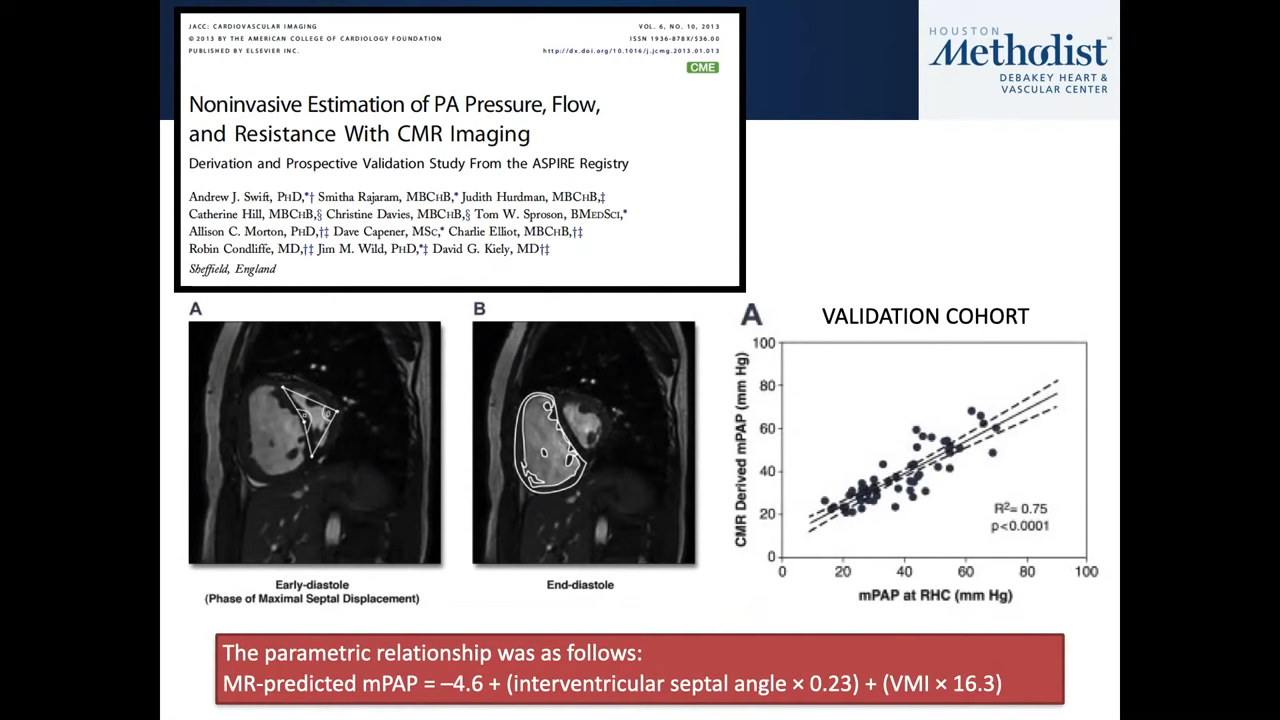 JACC: CARDIOVASCULAR IMAGING
VOL. 6, NO. 10, 2013
© 2013 BY THE AMERICAN COLLEGE OF CARDIOLOGY FOUNDATION
ISSN 1936-878X/$36.00
PUBLISHED BY ELSEVIER INC.
http://dx.doi.org/10.1016/j.jcmg.2013.01.013
CME
Noninvasive Estimation of PA Pressure, Flow,
and Resistance With CMR Imaging
Derivation and Prospective Validation Study From the ASPIRE Registry
Andrew J. Swift, PHD,*† Smitha Rajaram, MBCHB,* Judith Hurdman, MBCHB,‡
Catherine Hill, MBCHB,§ Christine Davies, MBCHB,§ Tom W. Sproson, BMEDSCI,*
Allison C. Morton, PHD,†‡ Dave Capener, MSC,* Charlie Elliot, MBCHB,†‡
Robin Condliffe, MD,†‡ Jim M. Wild, PHD,*‡ David G. Kiely, MD†‡
Sheffield, England
HOUSTON
Methodist
DEBAKEY HEART &
VASCULAR CENTER
A
Early-diastole
(Phase of Maximal Septal Displacement)
B
End-diastole
A
VALIDATION COHORT
CMR Derived mPAP (mm Hg)
100
80
60
40
20
0
R²= 0.75
p<0.0001
0 20 40 60 80 100
mPAP at RHC (mm Hg)
The parametric relationship was as follows:
MR-predicted mPAP = –4.6 + (interventricular septal angle × 0.23) + (VMI × 16.3)